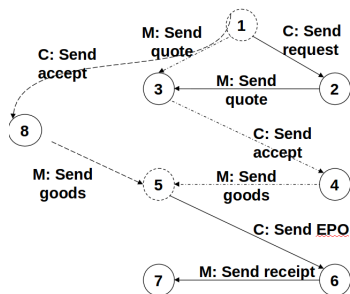 1
M: Send
quote
C: Send
request
C: Send
accept
3
M: Send
quote
2
8
C: Send
accept
M: Send
goods
5
M: Send
goods
4
C: Send EPO
7
M: Send receipt
6